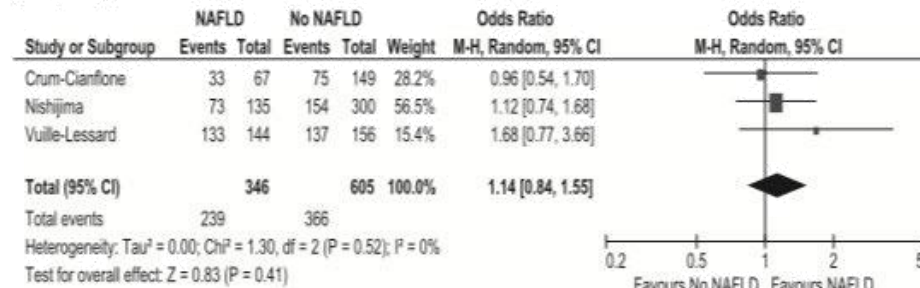 NAFLD No NAFLD Odds Ratio Odds Ratio
Study or Subgroup Events Total Events Total Weight M-H, Random, 95% CI M-H, Random, 95% CI
Crum-Cianflone 33 67 75 149 28.2% 0.96 [0.54, 1.70]
Nishijima 73 135 154 300 56.5% 1.12 [0.74, 1.68]
Vuille-Lessard 133 144 137 156 15.4% 1.68 [0.77, 3.66]
Total (95% CI) 346 605 100.0% 1.14 [0.84, 1.55]
Total events 239 366
Heterogeneity: Tau² = 0.00; Chi² = 1.30, df = 2 (P = 0.52); I² = 0%
Test for overall effect: Z = 0.83 (P = 0.41)
0.2 0.5 1 2 5
Favours No NAFLD Favours NAFLD